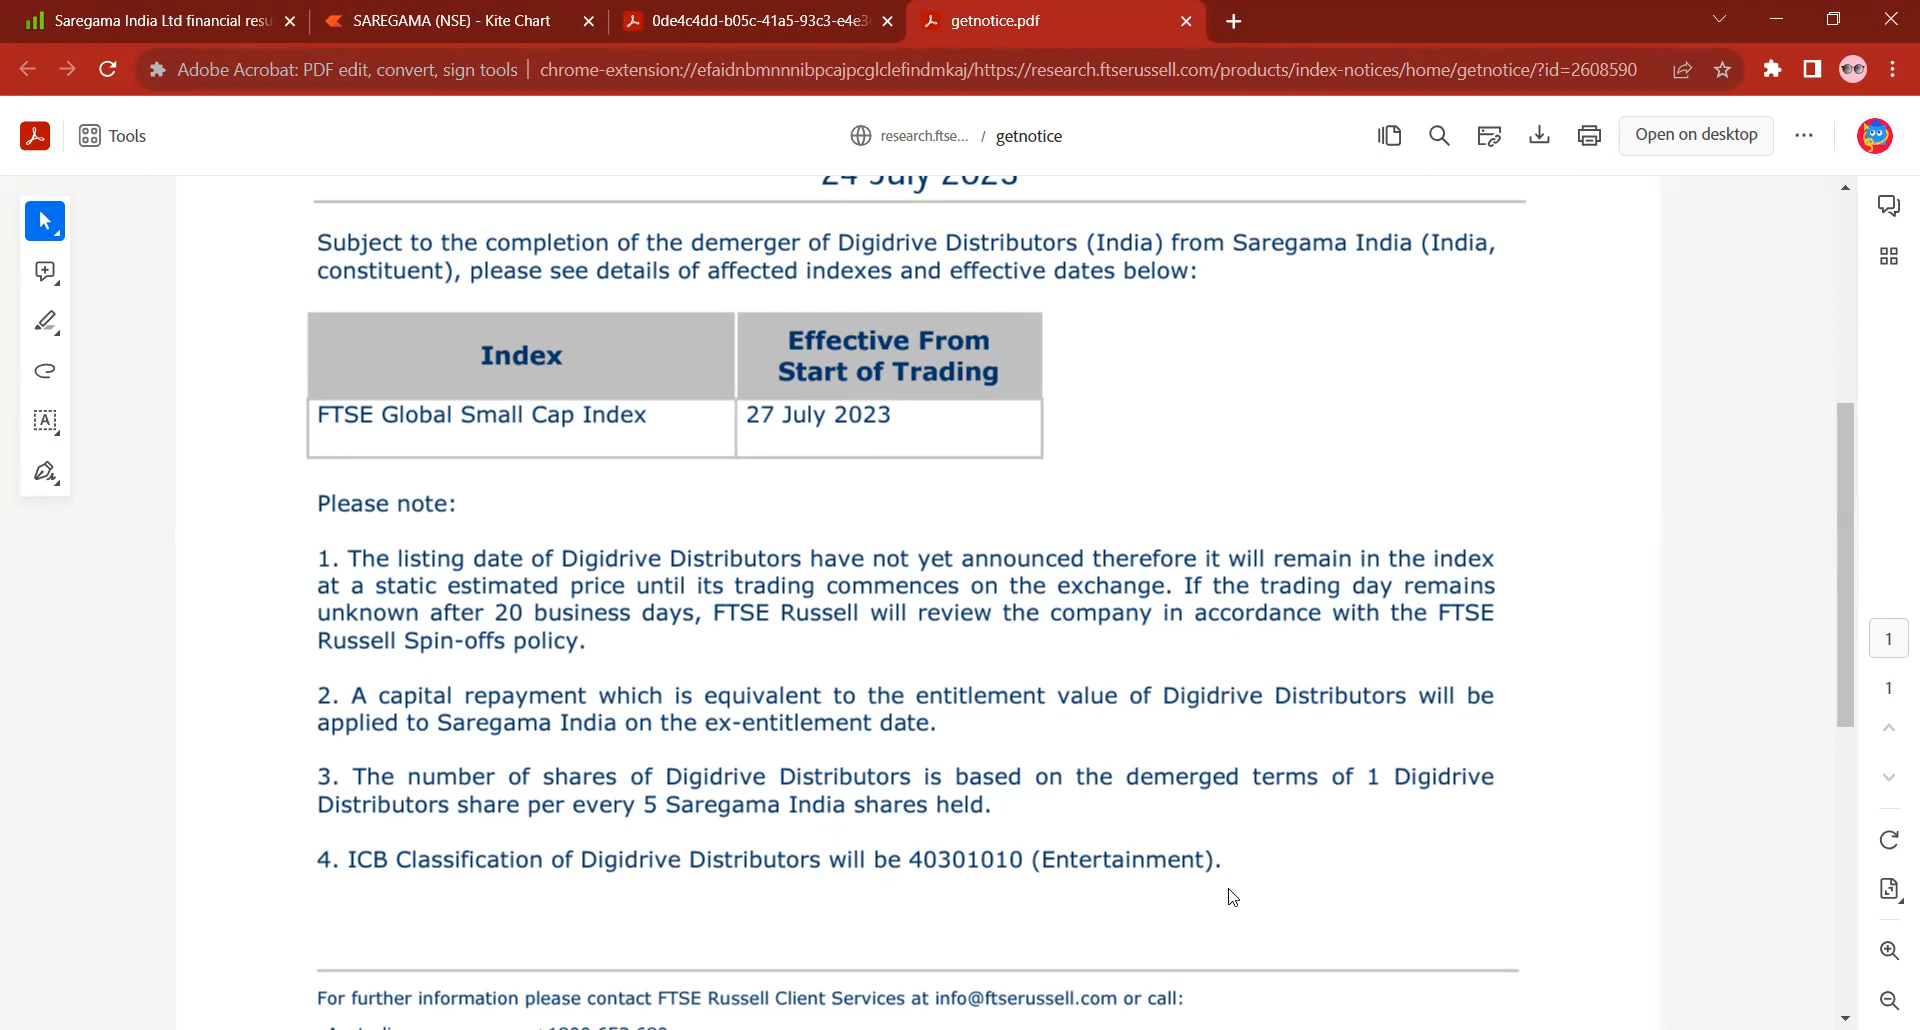 Saregama India Ltd financial resu
SAREGAMA (NSE) - Kite Chart
0de4c4dd-b05c-41a5-93c3-e4e3
getnotice.pdf
Adobe Acrobat: PDF edit, convert, sign tools
chrome-extension://efaidnbmnnnibpcajpcglclefindmkaj/https://research.ftserussell.com/products/index-notices/home/getnotice/?id=2608590
Tools
research.ftse... / getnotice
Open on desktop
24 July 2023
Subject to the completion of the demerger of Digidrive Distributors (India) from Saregama India (India,
constituent), please see details of affected indexes and effective dates below:
Index
Effective From
Start of Trading
FTSE Global Small Cap Index
27 July 2023
Please note:
1. The listing date of Digidrive Distributors have not yet announced therefore it will remain in the index
at a static estimated price until its trading commences on the exchange. If the trading day remains
unknown after 20 business days, FTSE Russell will review the company in accordance with the FTSE
Russell Spin-offs policy.
2. A capital repayment which is equivalent to the entitlement value of Digidrive Distributors will be
applied to Saregama India on the ex-entitlement date.
3. The number of shares of Digidrive Distributors is based on the demerged terms of 1 Digidrive
Distributors share per every 5 Saregama India shares held.
4. ICB Classification of Digidrive Distributors will be 40301010 (Entertainment).
For further information please contact FTSE Russell Client Services at info@ftserussell.com or call:
1
1